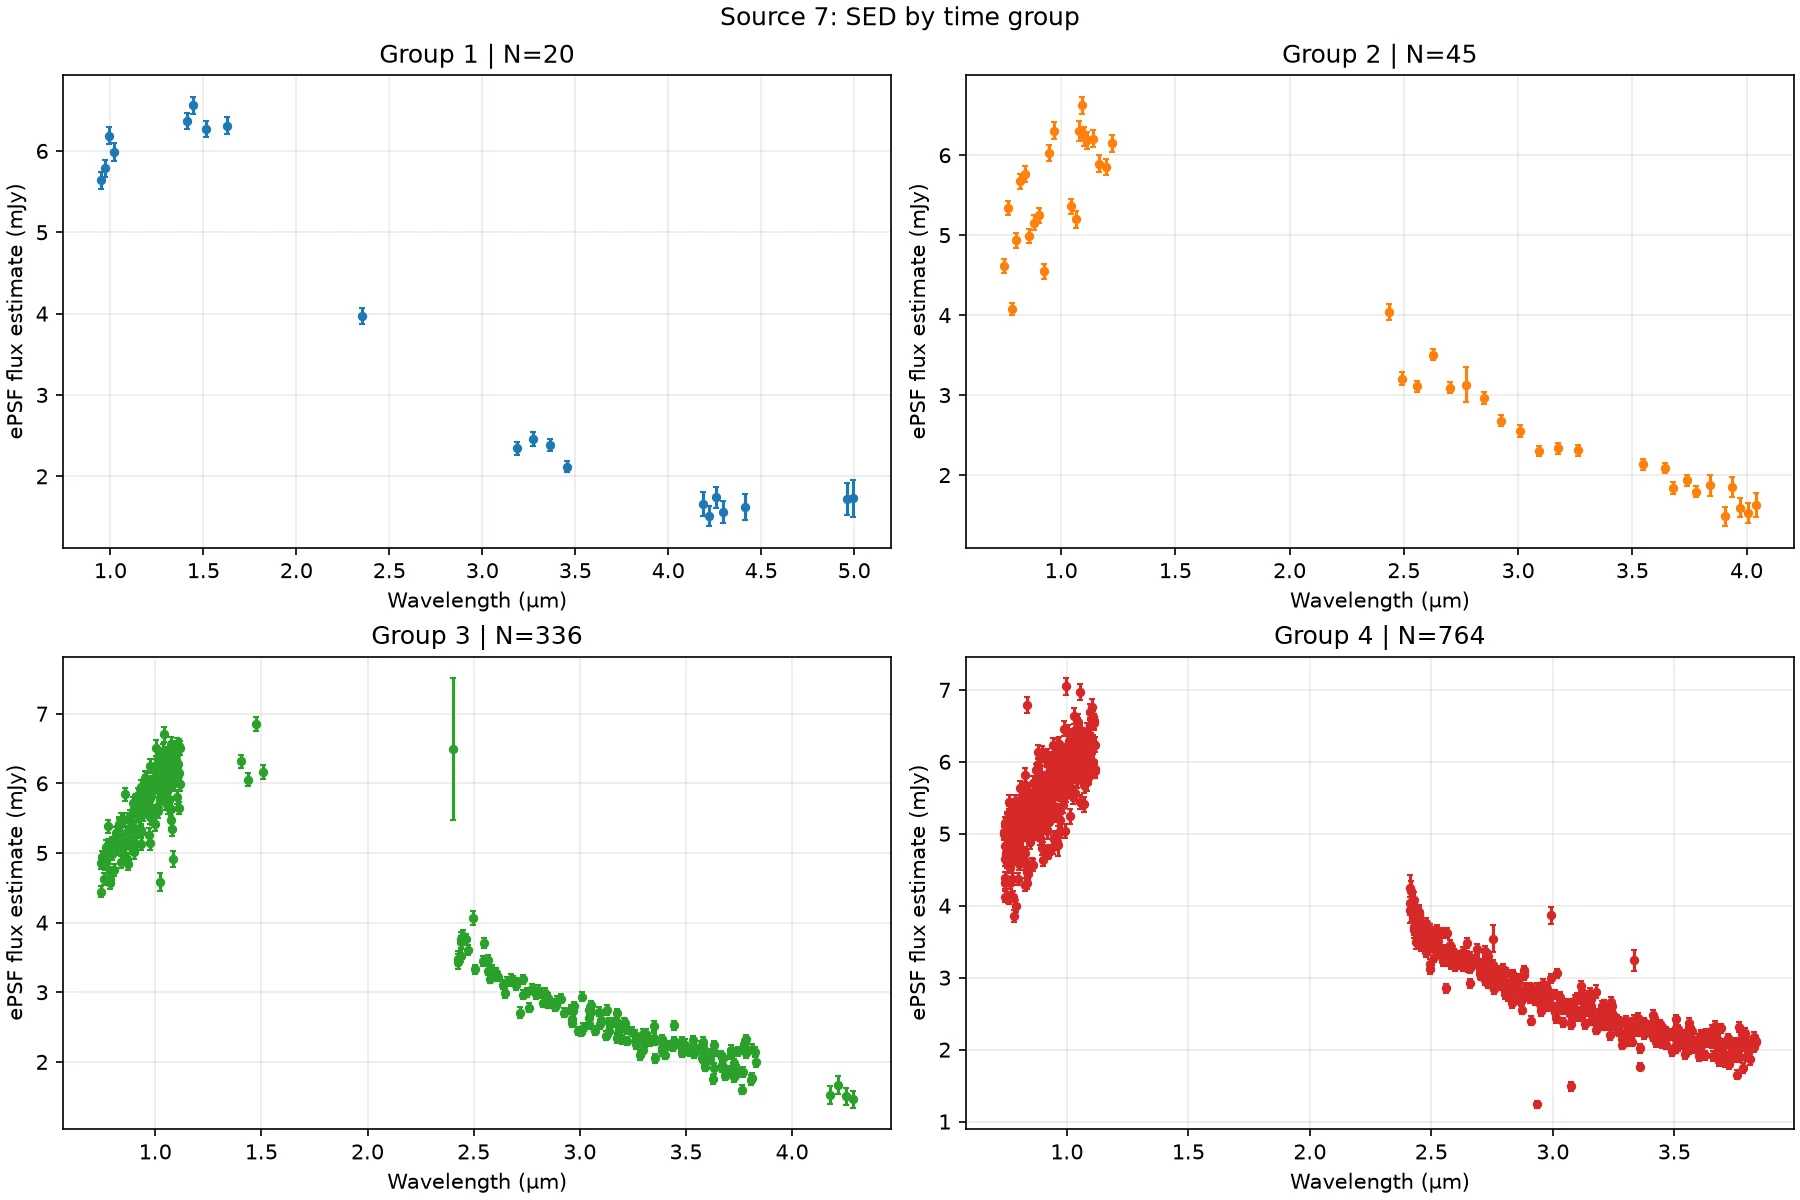 Source 7: SED by time group
Group 1 | N=20
ePSF flux estimate (mJy)
6
5
4
3
2
1.0 1.5 2.0 2.5 3.0 3.5 4.0 4.5 5.0
Wavelength (μm)
Group 2 | N=45
ePSF flux estimate (mJy)
6
5
4
3
2
1.0 1.5 2.0 2.5 3.0 3.5 4.0
Wavelength (μm)
Group 3 | N=336
ePSF flux estimate (mJy)
7
6
5
4
3
2
1.0 1.5 2.0 2.5 3.0 3.5 4.0
Wavelength (μm)
Group 4 | N=764
ePSF flux estimate (mJy)
7
6
5
4
3
2
1
1.0 1.5 2.0 2.5 3.0 3.5
Wavelength (μm)